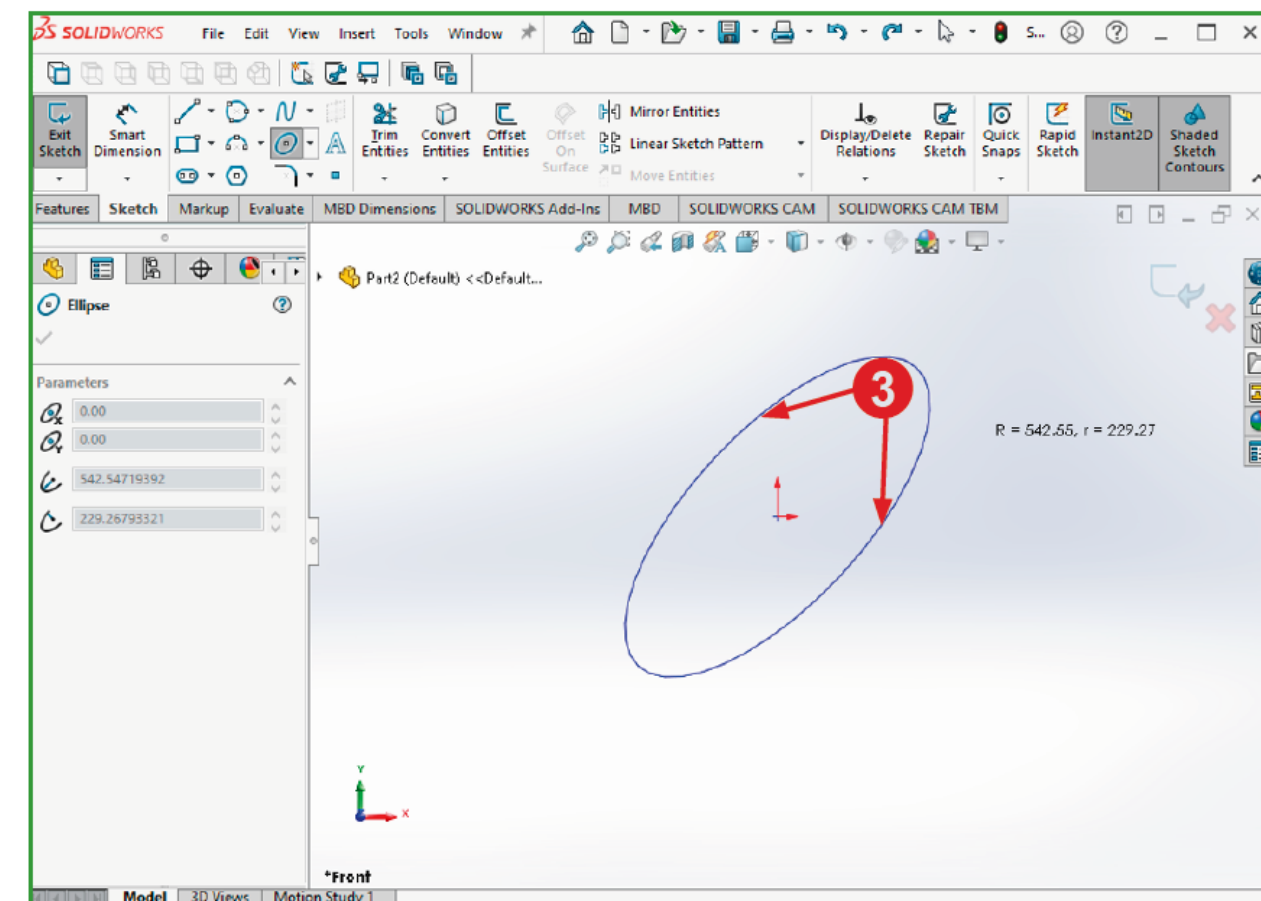 SOLIDWORKS File Edit View Insert Tools Window S...
Exit Sketch
Smart Dimension
Trim Entities
Convert Entities
Offset Entities
Offset On Surface
Mirror Entities
Linear Sketch Pattern
Move Entities
Display/Delete Relations
Repair Sketch
Quick Snaps
Rapid Sketch
Instant2D
Shaded Sketch Contours
Features Sketch Markup Evaluate MBD Dimensions SOLIDWORKS Add-Ins MBD SOLIDWORKS CAM SOLIDWORKS CAM TBM
Part2 (Default) <<Default...
Ellipse
Parameters
0.00
0.00
542.54719392
229.26793321
3
R = 542.55, r = 229.27
Y
X
*Front
Model 3D Views Motion Study 1